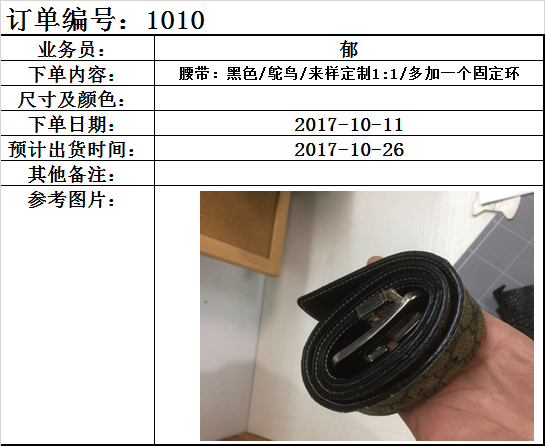 订单编号：1010
业务员： 郁
下单内容： 腰带：黑色/鸵鸟/来样定制1:1/多加一个固定环
尺寸及颜色：
下单日期： 2017-10-11
预计出货时间： 2017-10-26
其他备注：
参考图片：